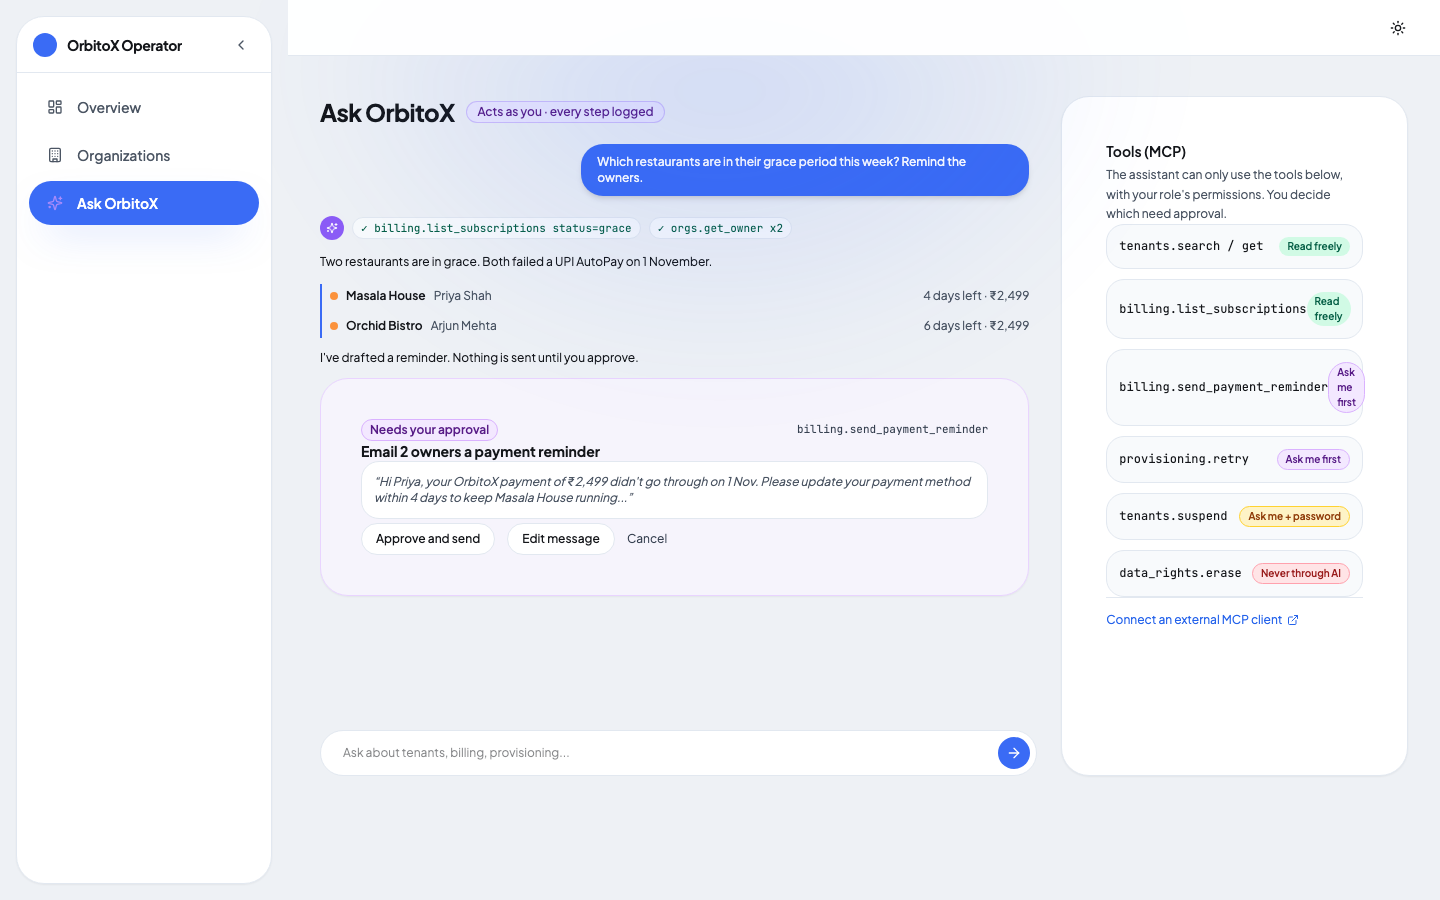 OrbitoX Operator
Overview
Organizations
Ask OrbitoX
Ask OrbitoX
Acts as you · every step logged
Which restaurants are in their grace period this week? Remind the
owners.
✓ billing.list_subscriptions status=grace
✓ orgs.get_owner x2
Two restaurants are in grace. Both failed a UPI AutoPay on 1 November.
Masala House Priya Shah 4 days left · ₹2,499
Orchid Bistro Arjun Mehta 6 days left · ₹2,499
I've drafted a reminder. Nothing is sent until you approve.
Needs your approval billing.send_payment_reminder
Email 2 owners a payment reminder
“Hi Priya, your OrbitoX payment of ₹2,499 didn't go through on 1 Nov. Please update your payment method
within 4 days to keep Masala House running...”
Approve and send Edit message Cancel
Ask about tenants, billing, provisioning...
Tools (MCP)
The assistant can only use the tools below,
with your role's permissions. You decide
which need approval.
tenants.search / get Read freely
billing.list_subscriptions Read
freely
billing.send_payment_reminder Ask
me
first
provisioning.retry Ask me first
tenants.suspend Ask me + password
data_rights.erase Never through AI
Connect an external MCP client